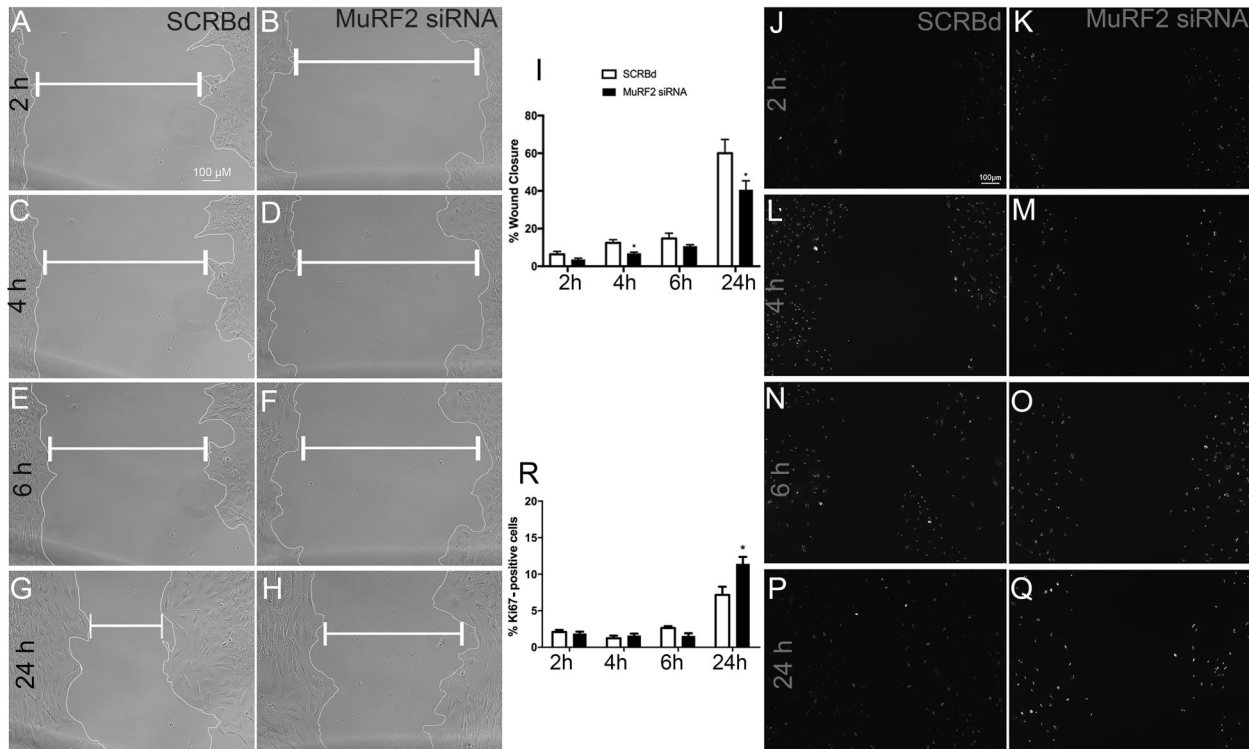 A SCRBd
B MuRF2 siRNA
2 h
100 µM
C
D
4 h
E
F
6 h
G
H
24 h
I
SCRBd
MuRF2 siRNA
% Wound Closure
80
60
40
20
0
*
*
2h 4h 6h 24h
R
% Ki67- positive cells
20
15
10
5
0
*
2h 4h 6h 24h
J SCRBd
K MuRF2 siRNA
2 h
100µm
L
M
4 h
N
O
6 h
P
Q
24 h